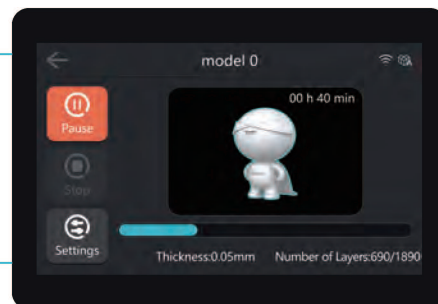 model 0
00 h 40 min
Pause
Stop
Settings
Thickness:0.05mm Number of Layers:690/1890